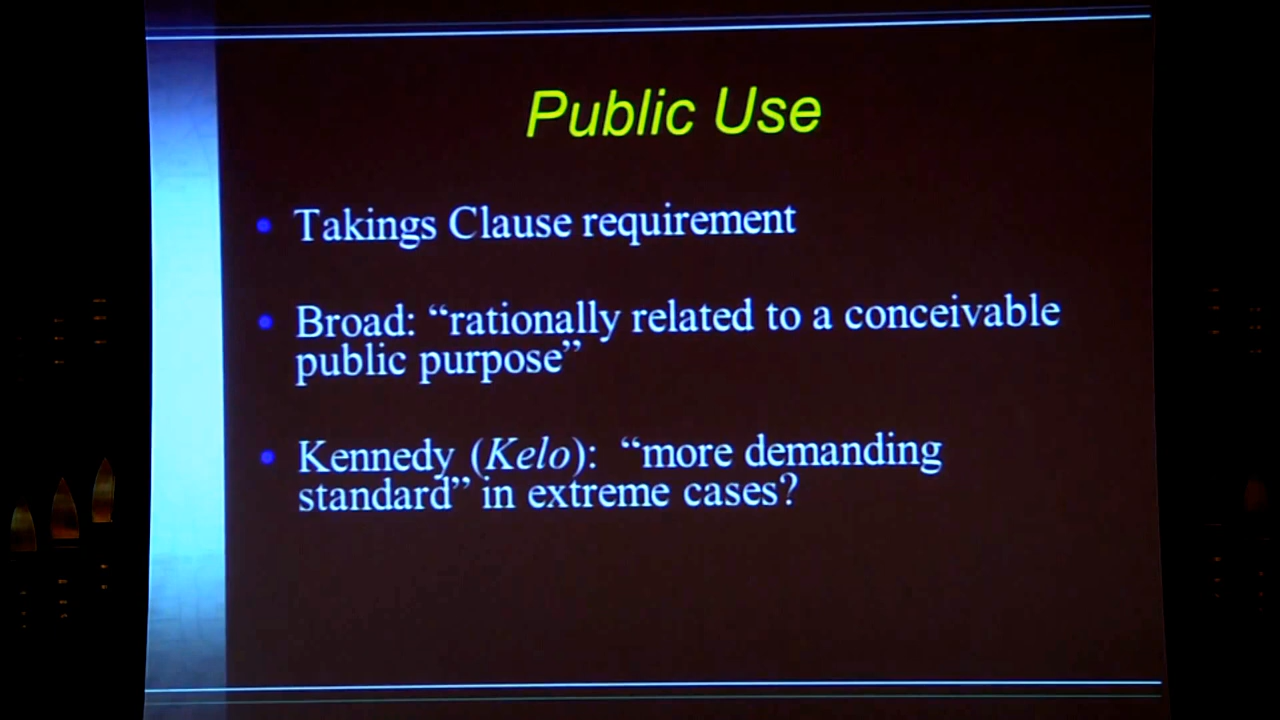 Public Use
Takings Clause requirement
Broad: “rationally related to a conceivable
public purpose”
Kennedy (Kelo):  “more demanding
standard” in extreme cases?